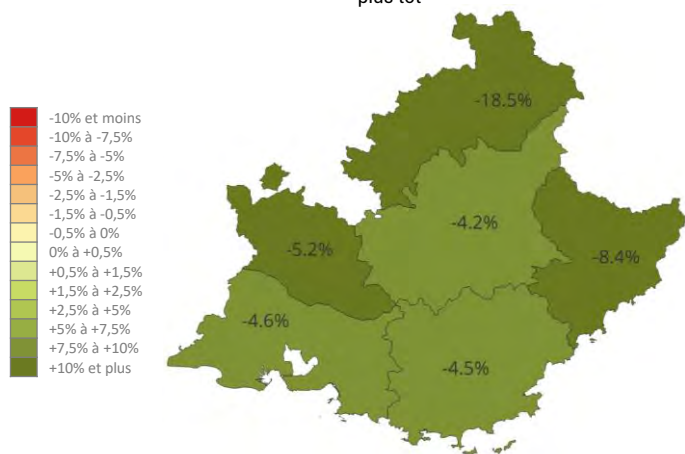 plus tôt
-10% et moins
-10% à -7,5%
-7,5% à -5%
-5% à -2,5%
-2,5% à -1,5%
-1,5% à -0,5%
-0,5% à 0%
0% à +0,5%
+0,5% à +1,5%
+1,5% à +2,5%
+2,5% à +5%
+5% à +7,5%
+7,5% à +10%
+10% et plus
-18.5%
-4.2%
-5.2%
-8.4%
-4.6%
-4.5%